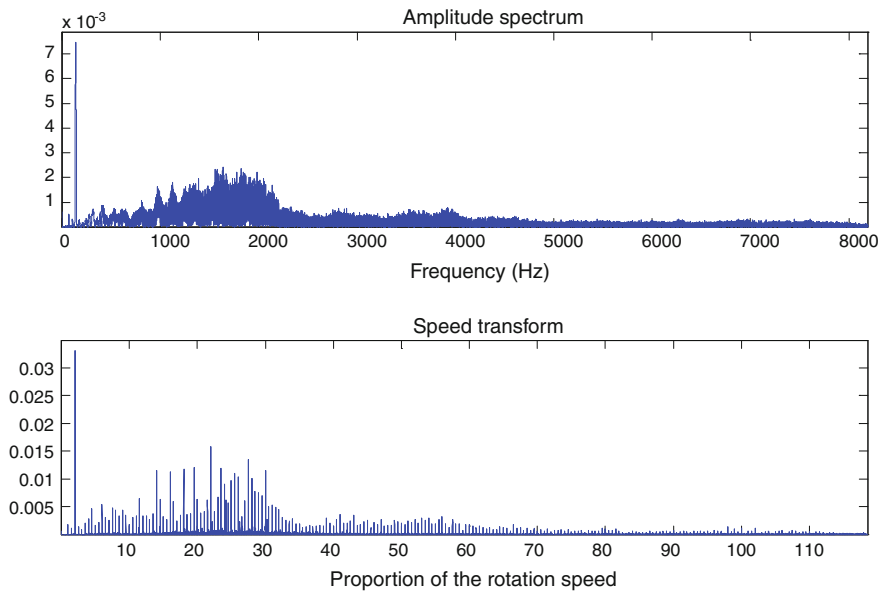 Amplitude spectrum
x 10-3
7
6
5
4
3
2
1
0 1000 2000 3000 4000 5000 6000 7000 8000
Frequency (Hz)
Speed transform
0.03
0.025
0.02
0.015
0.01
0.005
10 20 30 40 50 60 70 80 90 100 110
Proportion of the rotation speed